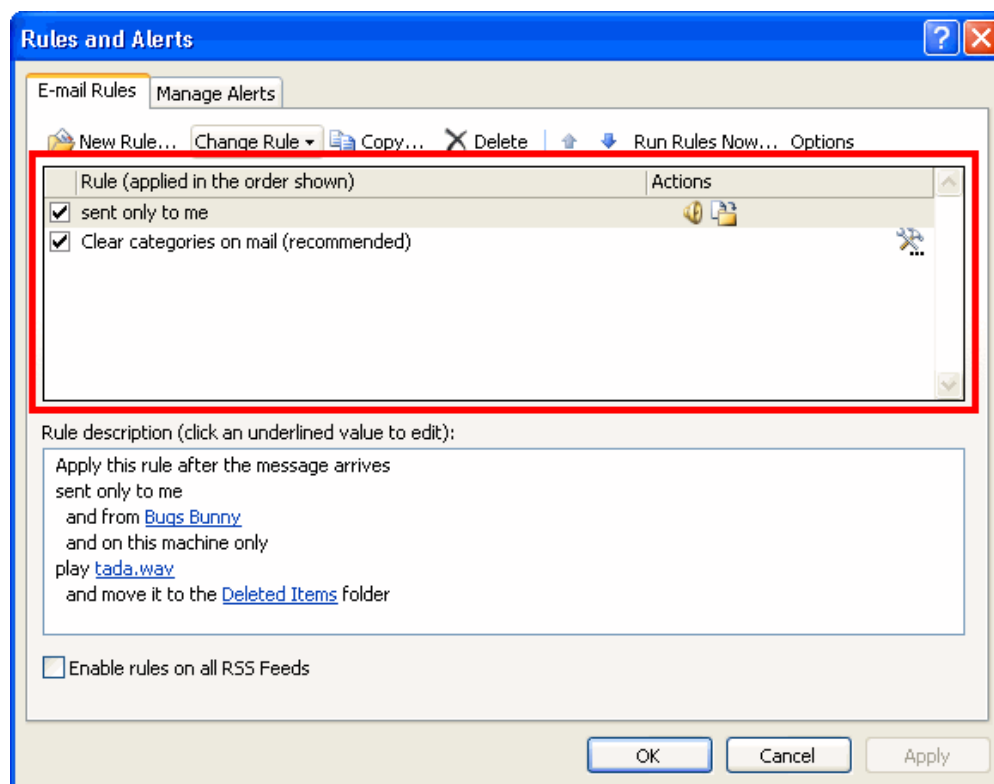 Rules and Alerts
E-mail Rules Manage Alerts
New Rule... Change Rule Copy... Delete Run Rules Now... Options
Rule (applied in the order shown) Actions
sent only to me
Clear categories on mail (recommended)
Rule description (click an underlined value to edit):
Apply this rule after the message arrives
sent only to me
and from Bugs Bunny
and on this machine only
play tada.wav
and move it to the Deleted Items folder
Enable rules on all RSS Feeds
OK Cancel Apply